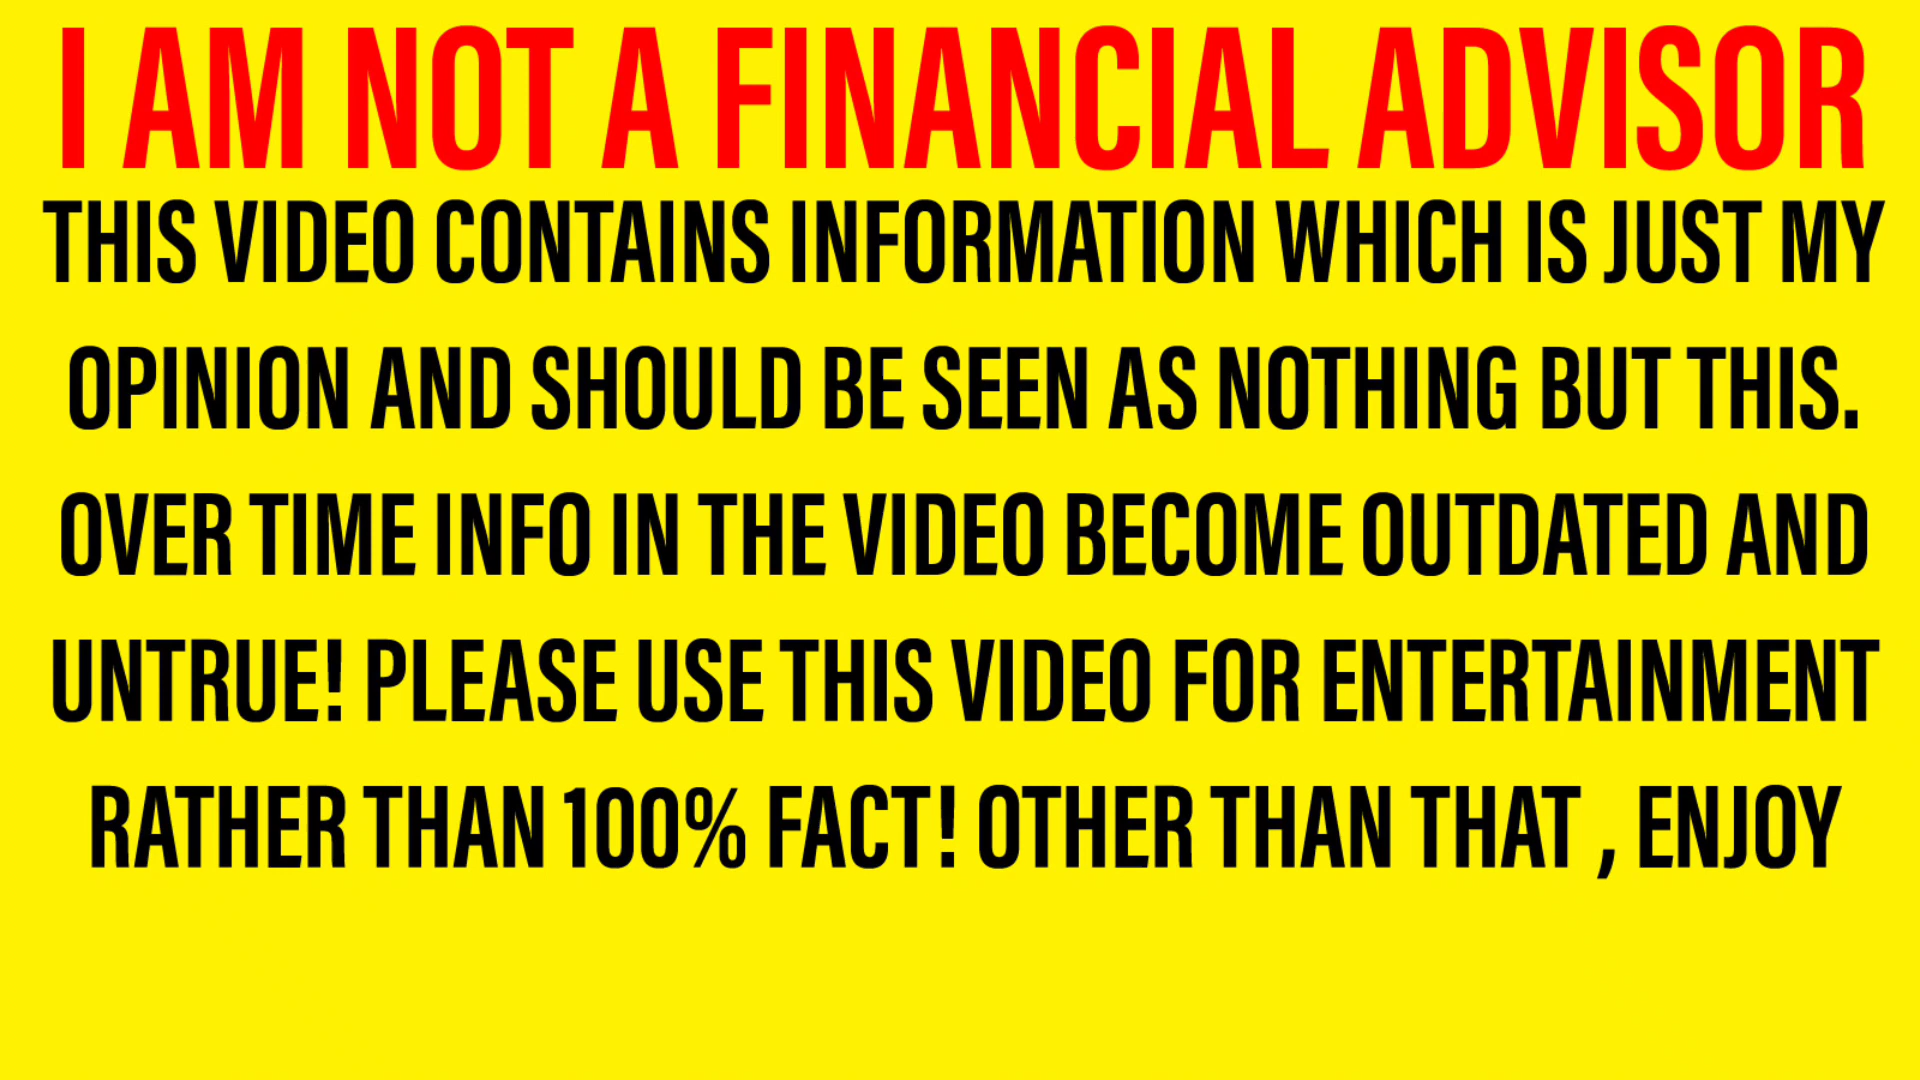 I AM NOT A FINANCIAL ADVISOR
THIS VIDEO CONTAINS INFORMATION WHICH IS JUST MY
OPINION AND SHOULD BE SEEN AS NOTHING BUT THIS.
OVER TIME INFO IN THE VIDEO BECOME OUTDATED AND
UNTRUE! PLEASE USE THIS VIDEO FOR ENTERTAINMENT
RATHER THAN 100% FACT! OTHER THAN THAT , ENJOY